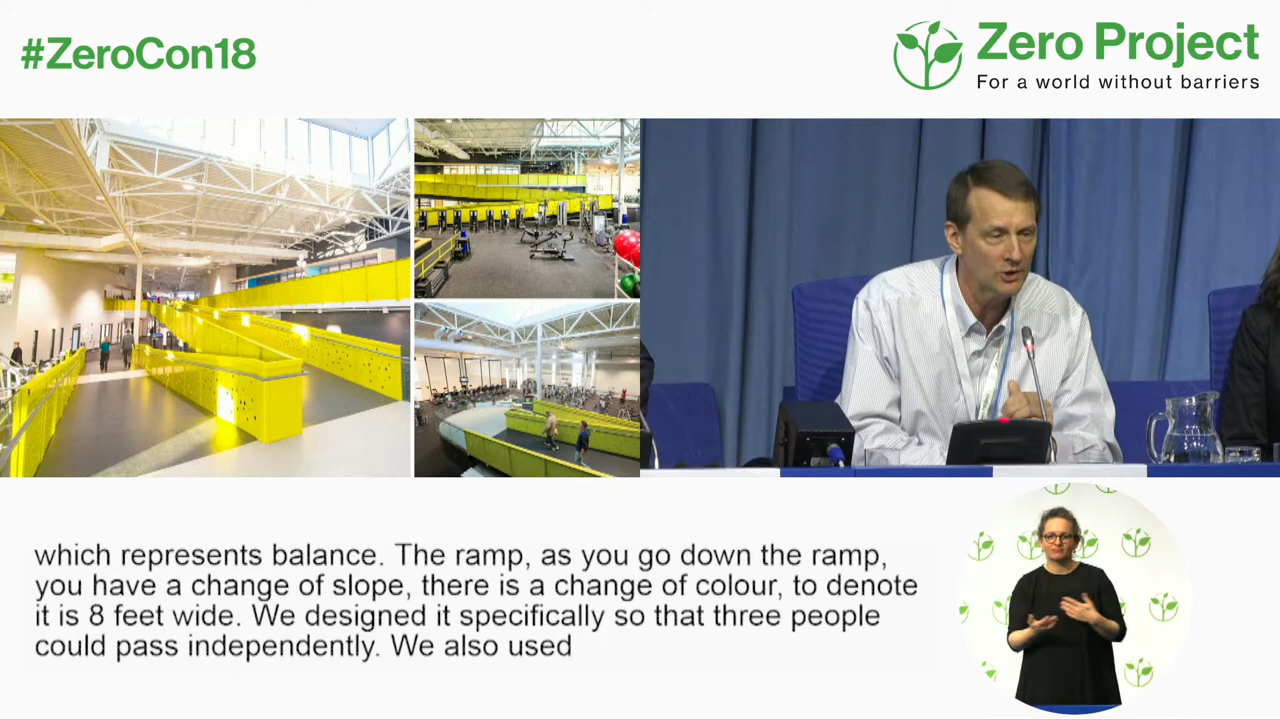 #ZeroCon18
Zero Project
For a world without barriers
which represents balance. The ramp, as you go down the ramp,
you have a change of slope, there is a change of colour, to denote
it is 8 feet wide. We designed it specifically so that three people
could pass independently. We also used